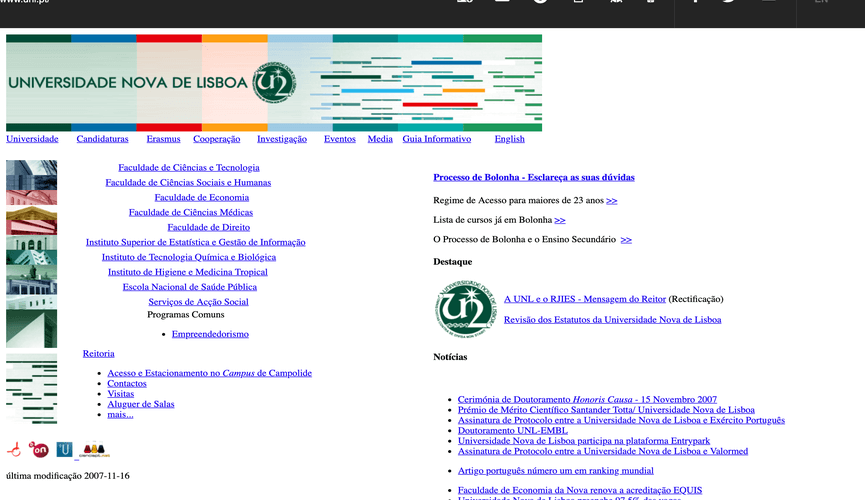 www.unl.pt
EN
UNIVERSIDADE NOVA DE LISBOA
Universidade Candidaturas Erasmus Cooperação Investigação Eventos Media Guia Informativo English
Faculdade de Ciências e Tecnologia
Faculdade de Ciências Sociais e Humanas
Faculdade de Economia
Faculdade de Ciências Médicas
Faculdade de Direito
Instituto Superior de Estatística e Gestão de Informação
Instituto de Tecnologia Química e Biológica
Instituto de Higiene e Medicina Tropical
Escola Nacional de Saúde Pública
Serviços de Acção Social
Programas Comuns
Empreendedorismo
Reitoria
Acesso e Estacionamento no Campus de Campolide
Contactos
Visitas
Aluguer de Salas
mais...
última modificação 2007-11-16
Processo de Bolonha - Esclareça as suas dúvidas
Regime de Acesso para maiores de 23 anos >>
Lista de cursos já em Bolonha >>
O Processo de Bolonha e o Ensino Secundário >>
Destaque
A UNL e o RJIES - Mensagem do Reitor (Rectificação)
Revisão dos Estatutos da Universidade Nova de Lisboa
Notícias
Cerimónia de Doutoramento Honoris Causa - 15 Novembro 2007
Prémio de Mérito Científico Santander Totta/ Universidade Nova de Lisboa
Assinatura de Protocolo entre a Universidade Nova de Lisboa e Exército Português
Doutoramento UNL-EMBL
Universidade Nova de Lisboa participa na plataforma Entrypark
Assinatura de Protocolo entre a Universidade Nova de Lisboa e Valormed
Artigo português número um em ranking mundial
Faculdade de Economia da Nova renova a acreditação EQUIS